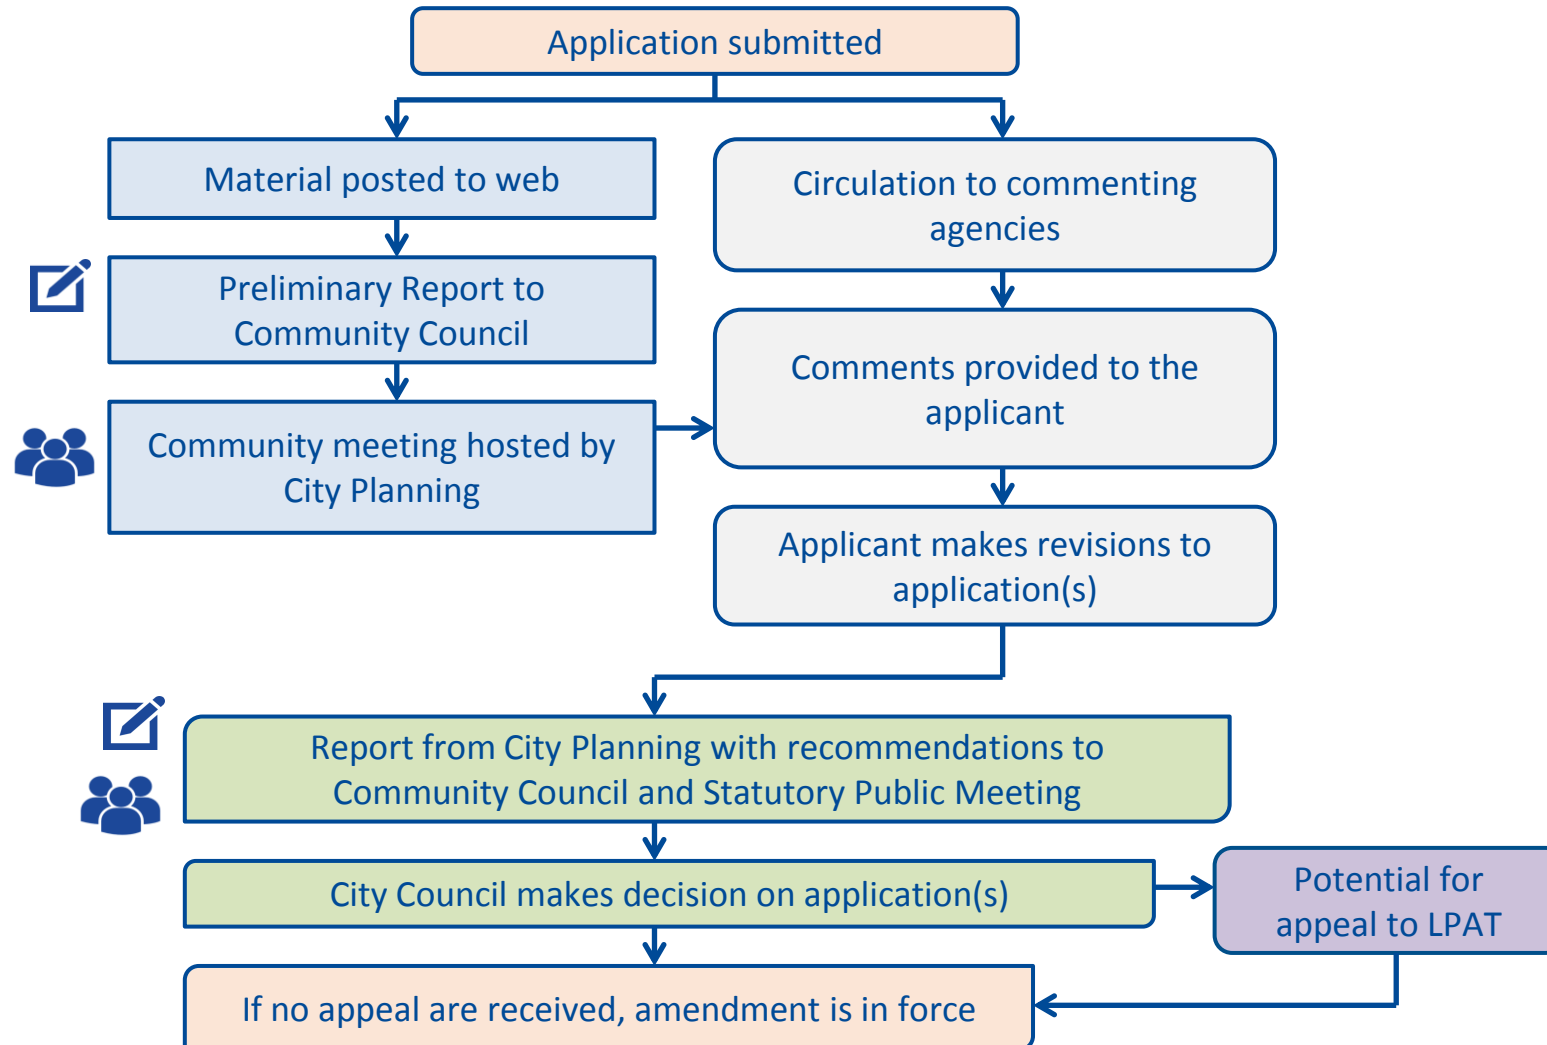 Application submitted
Material posted to web
Preliminary Report to
Community Council
Community meeting hosted by
City Planning
Circulation to commenting
agencies
Comments provided to the
applicant
Applicant makes revisions to
application(s)
Report from City Planning with recommendations to
Community Council and Statutory Public Meeting
City Council makes decision on application(s)
Potential for
appeal to LPAT
If no appeal are received, amendment is in force